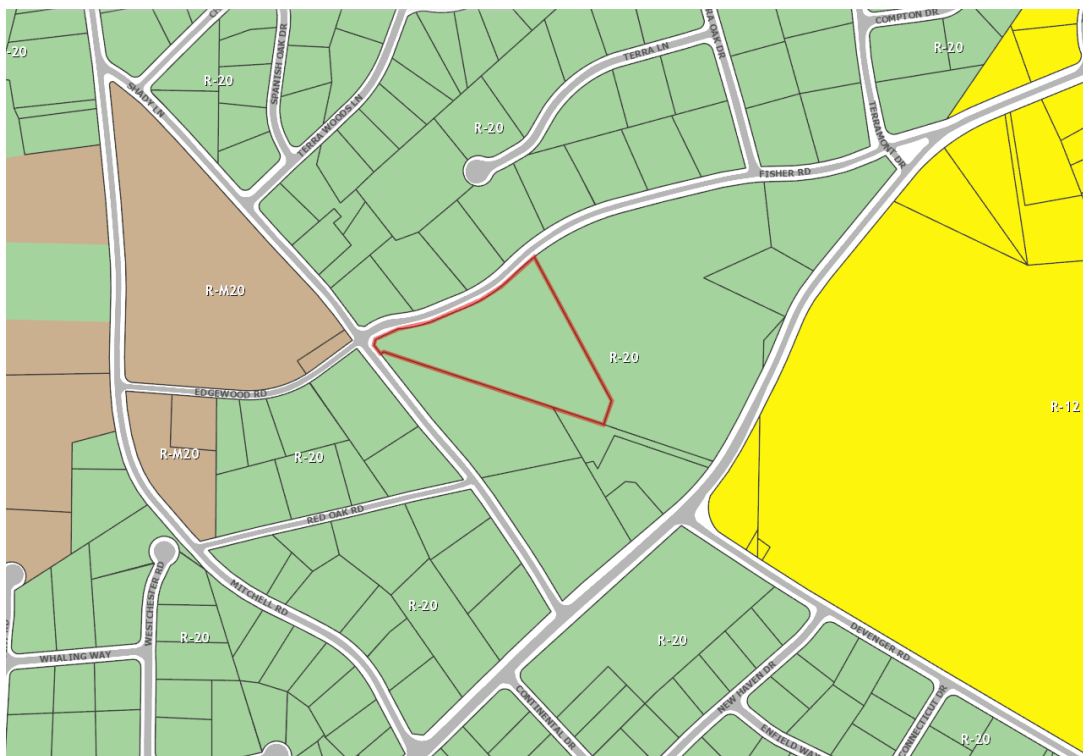 COMPTON DR
R-20
-20
TERRA LN
R-20
SPANISH OAK DR
SHADY LN
TERRA WOODS LN
R-20
TERRAMONT DR
FISHER RD
R-M20
R-20
EDGEWOOD RD
R-12
R-M20
R-20
RED OAK RD
MITCHELL RD
R-20
WESTCHESTER RD
R-20
R-20
DEVENGER RD
WHALING WAY
NEW HAVEN DR
CONTINENTAL DR
ENFIELD WAY
CONNECTICUT DR
R-20